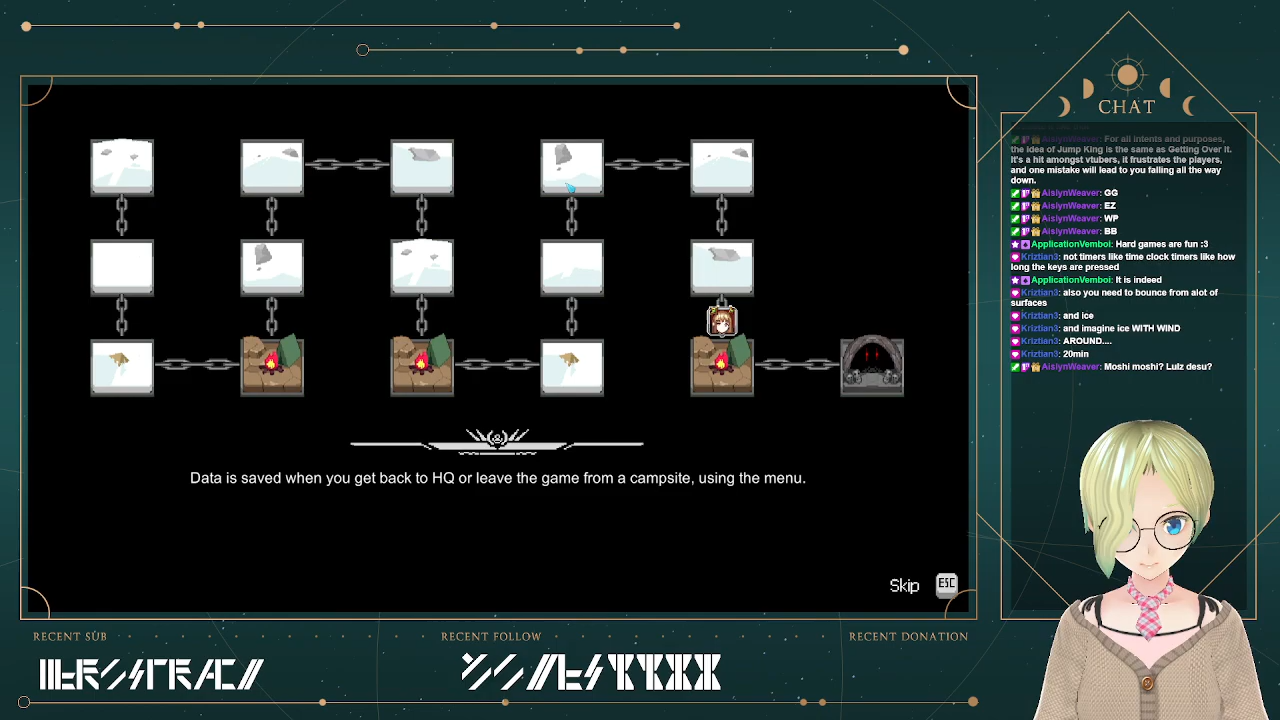 CHAT
AislynWeaver: For all intents and purposes,
the idea of Jump King is the same as Getting Over It.
It's a hit amongst vtubers, it frustrates the players,
and one mistake will lead to you falling all the way
down.
AislynWeaver: GG
AislynWeaver: EZ
AislynWeaver: WP
AislynWeaver: BB
ApplicationVemboi: Hard games are fun :3
Kriztian3: not timers like time clock timers like how
long the keys are pressed
ApplicationVemboi: It is indeed
Kriztian3: also you need to bounce from alot of
surfaces
Kriztian3: and ice
Kriztian3: and imagine ice WITH WIND
Kriztian3: AROUND....
Kriztian3: 20min
AislynWeaver: Moshi moshi? Lulz desu?
Data is saved when you get back to HQ or leave the game from a campsite, using the menu.
Skip ESC
RECENT SUB
RECENT FOLLOW
RECENT DONATION